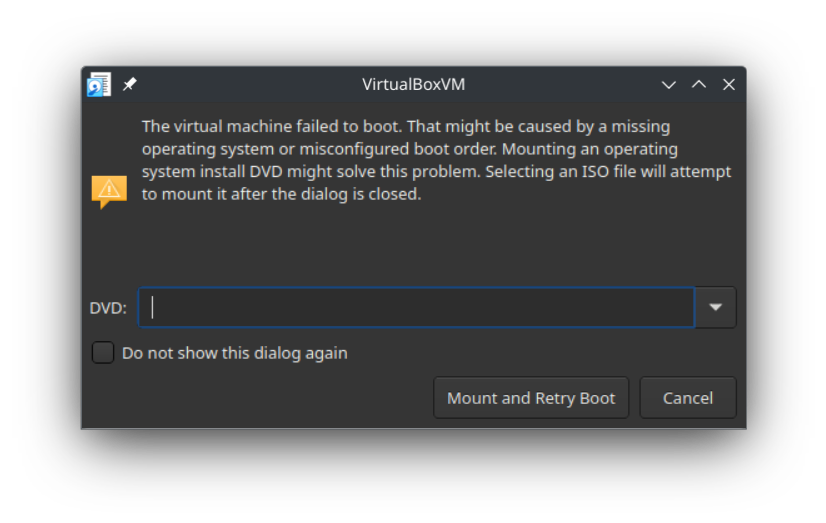 VirtualBoxVM
The virtual machine failed to boot. That might be caused by a missing
operating system or misconfigured boot order. Mounting an operating
system install DVD might solve this problem. Selecting an ISO file will attempt
to mount it after the dialog is closed.
DVD:
Do not show this dialog again
Mount and Retry Boot
Cancel